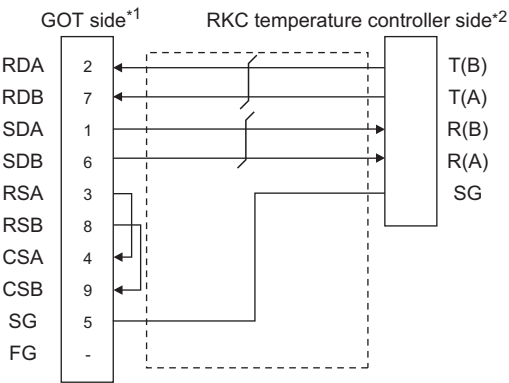 GOT side*1 RKC temperature controller side*2
RDA 2 T(B)
RDB 7 T(A)
SDA 1 R(B)
SDB 6 R(A)
RSA 3 SG
RSB 8
CSA 4
CSB 9
SG 5
FG -